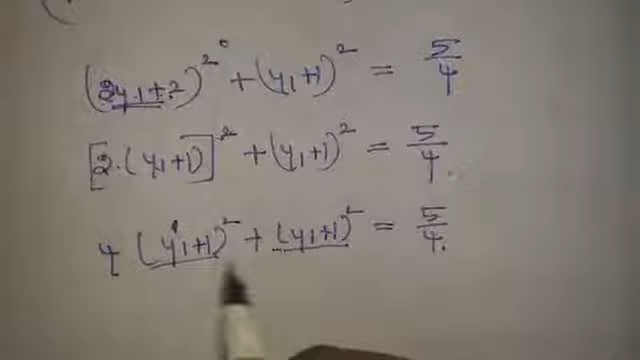 (2y₁+2)² + (y₁+1)² = 5/4
[2·(y₁+1)]² + (y₁+1)² = 5/4.
4(y₁+1)² + (y₁+1)² = 5/4.